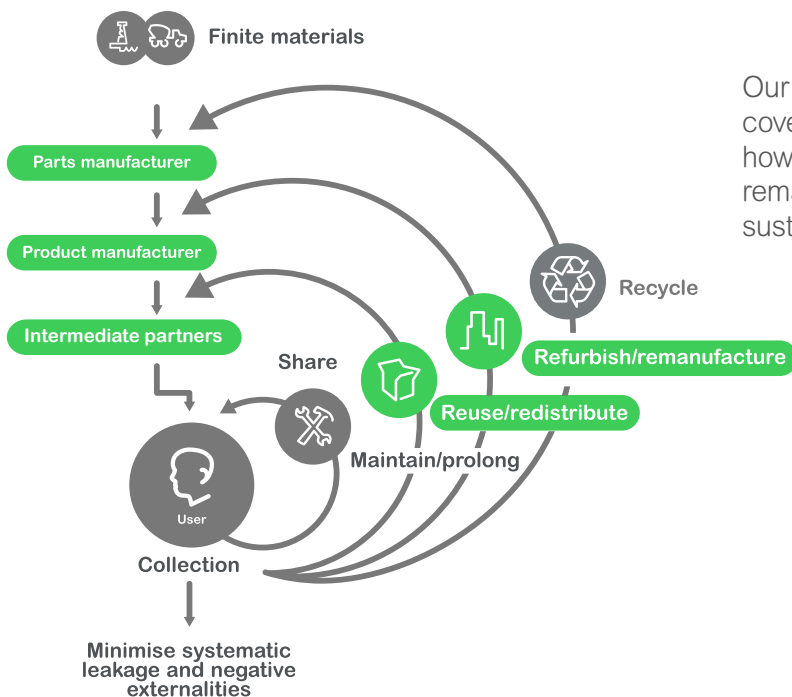 Finite materials
Our
cove
how
rema
sust
Parts manufacturer
Product manufacturer
Intermediate partners
Recycle
Refurbish/remanufacture
Share
Reuse/redistribute
Maintain/prolong
User
Collection
Minimise systematic
leakage and negative
externalities